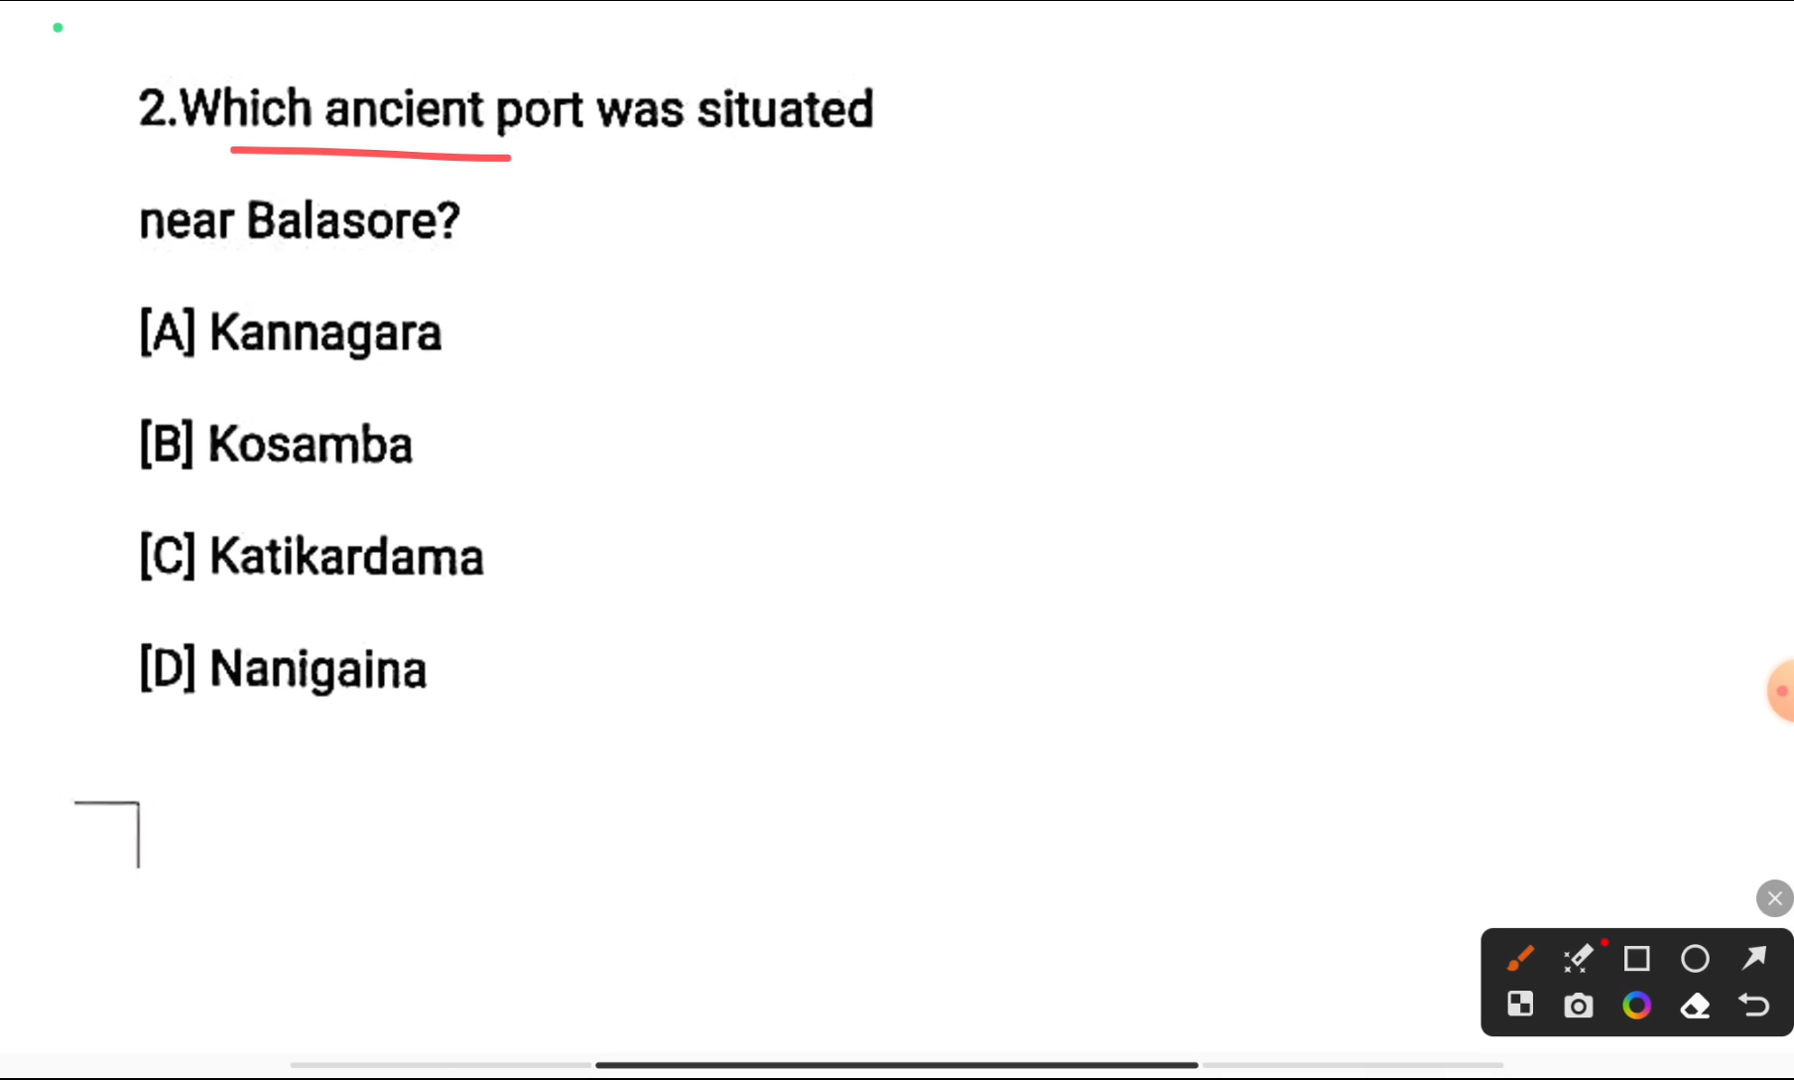 2.Which ancient port was situated
near Balasore?
[A] Kannagara
[B] Kosamba
[C] Katikardama
[D] Nanigaina